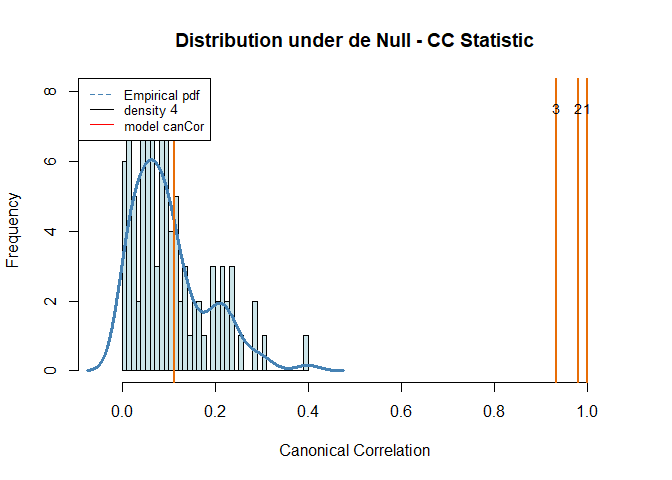 Distribution under de Null - CC Statistic
Empirical pdf
density 4
model canCor
3 2 1
Frequency
8
6
4
2
0
0.0 0.2 0.4 0.6 0.8 1.0
Canonical Correlation